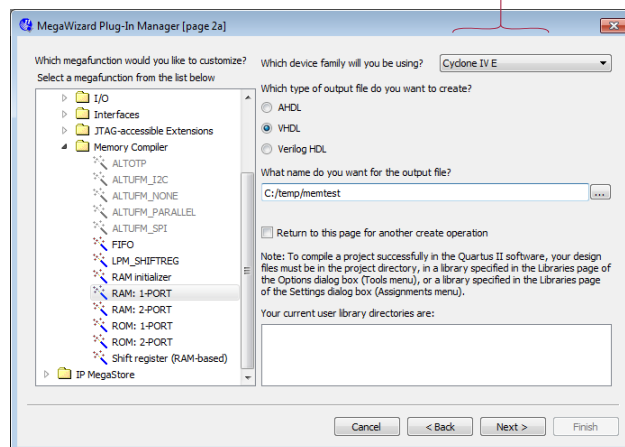 MegaWizard Plug-In Manager [page 2a]
Which megafunction would you like to customize?
Select a megafunction from the list below
I/O
Interfaces
JTAG-accessible Extensions
Memory Compiler
ALTOTP
ALTUFM_I2C
ALTUFM_NONE
ALTUFM_PARALLEL
ALTUFM_SPI
FIFO
LPM_SHIFTREG
RAM initializer
RAM: 1-PORT
RAM: 2-PORT
ROM: 1-PORT
ROM: 2-PORT
Shift register (RAM-based)
IP MegaStore
Which device family will you be using?
Cyclone IV E
Which type of output file do you want to create?
AHDL
VHDL
Verilog HDL
What name do you want for the output file?
C:/temp/memtest
...
Return to this page for another create operation
Note: To compile a project successfully in the Quartus II software, your design
files must be in the project directory, in a library specified in the Libraries page of
the Options dialog box (Tools menu), or a library specified in the Libraries page
of the Settings dialog box (Assignments menu).
Your current user library directories are:
Cancel
< Back
Next >
Finish